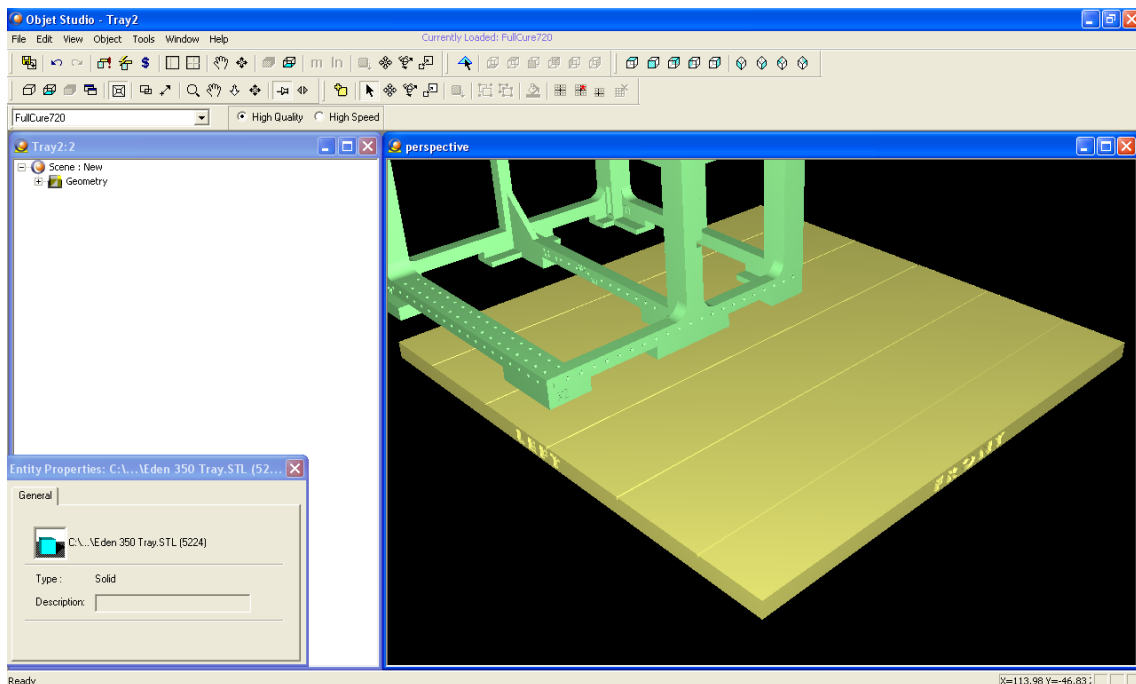 Objet Studio - Tray2
File Edit View Object Tools Window Help
Currently Loaded: FullCure720
FullCure720
High Quality
High Speed
Tray2:2
perspective
Scene : New
Geometry
LEFT
FRONT
Entity Properties: C:\...\Eden 350 Tray.STL (52...
General
C:\...\Eden 350 Tray.STL (5224)
Type :
Solid
Description:
Ready
X=113.98 Y=-46.83